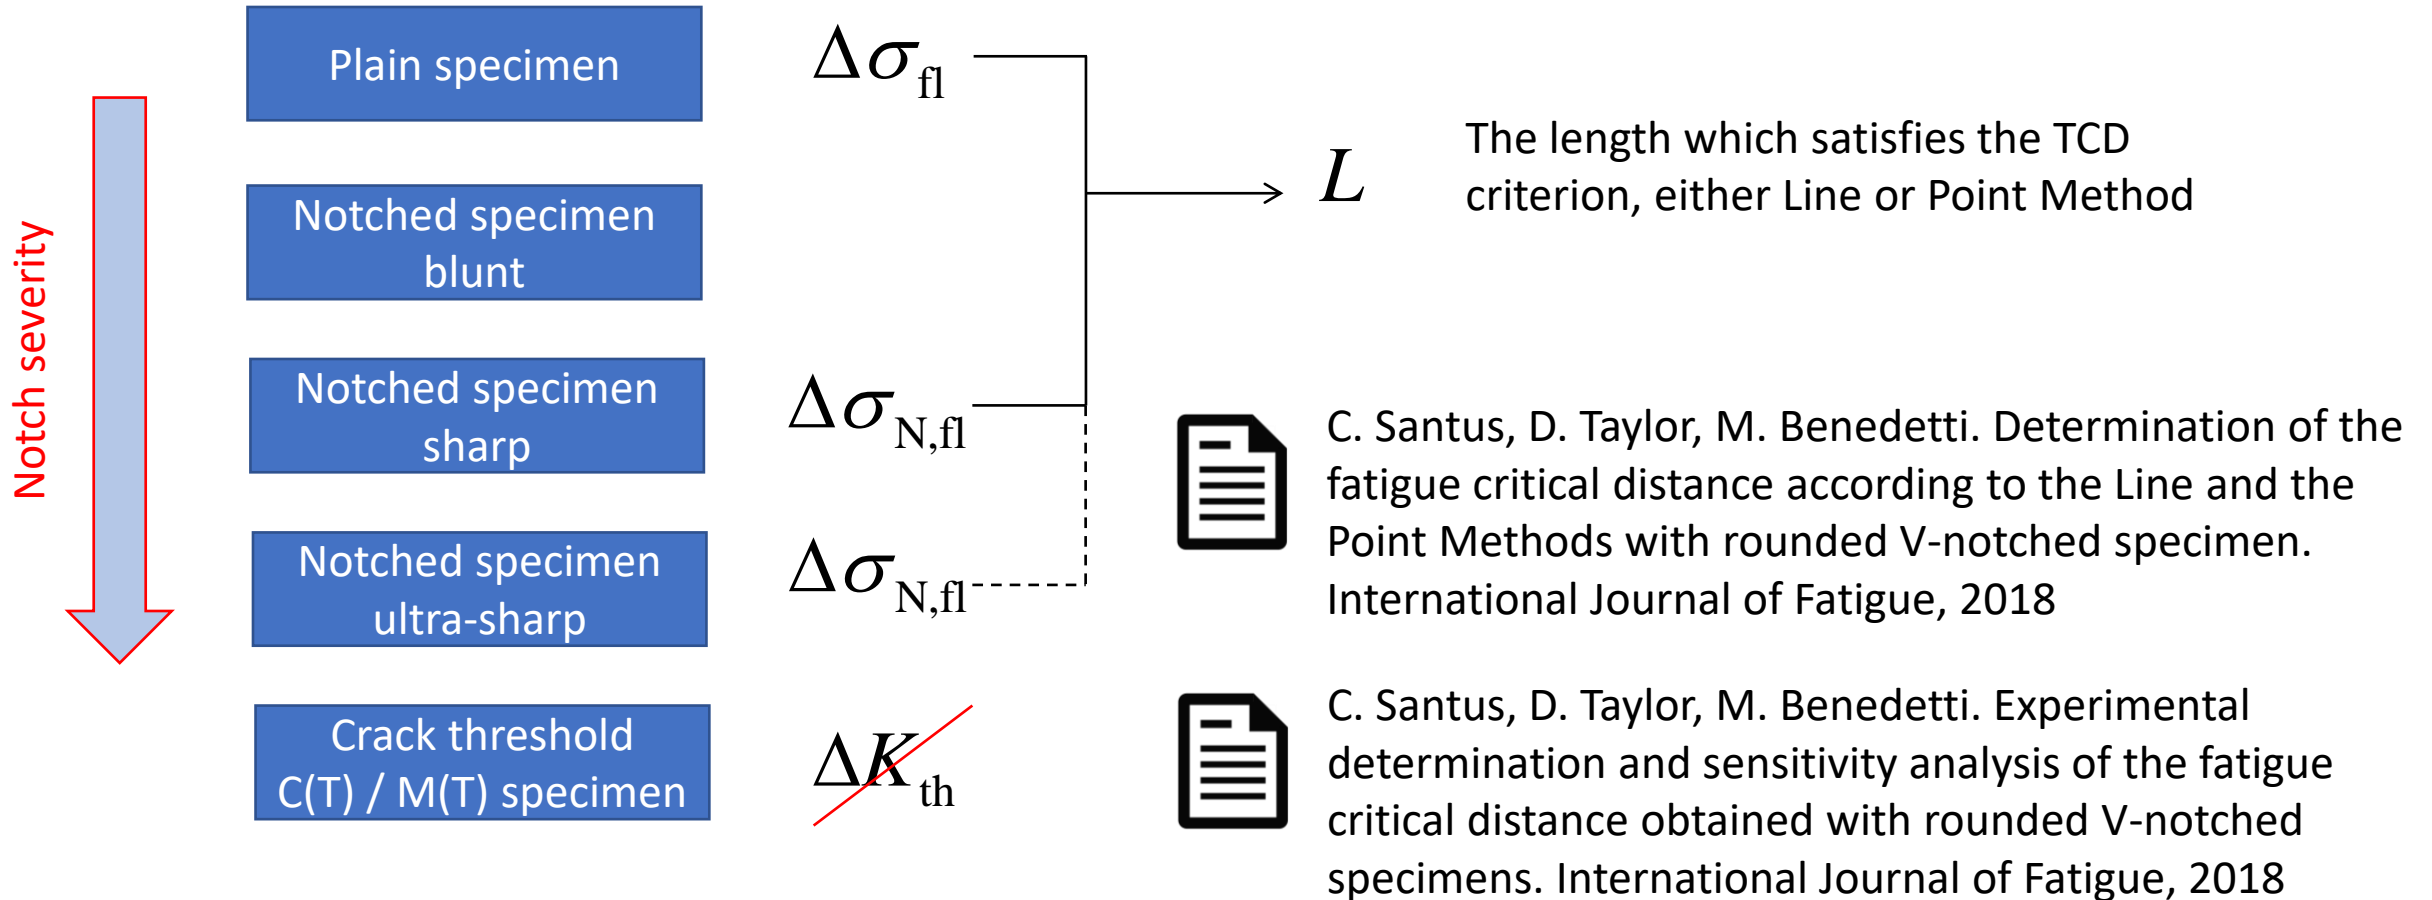 Notch severity
Plain specimen
Δσfl
Notched specimen
blunt
Notched specimen
sharp
ΔσN,fl
Notched specimen
ultra-sharp
ΔσN,fl
Crack threshold
C(T) / M(T) specimen
ΔKth
L
The length which satisfies the TCD
criterion, either Line or Point Method
C. Santus, D. Taylor, M. Benedetti. Determination of the
fatigue critical distance according to the Line and the
Point Methods with rounded V-notched specimen.
International Journal of Fatigue, 2018
C. Santus, D. Taylor, M. Benedetti. Experimental
determination and sensitivity analysis of the fatigue
critical distance obtained with rounded V-notched
specimens. International Journal of Fatigue, 2018